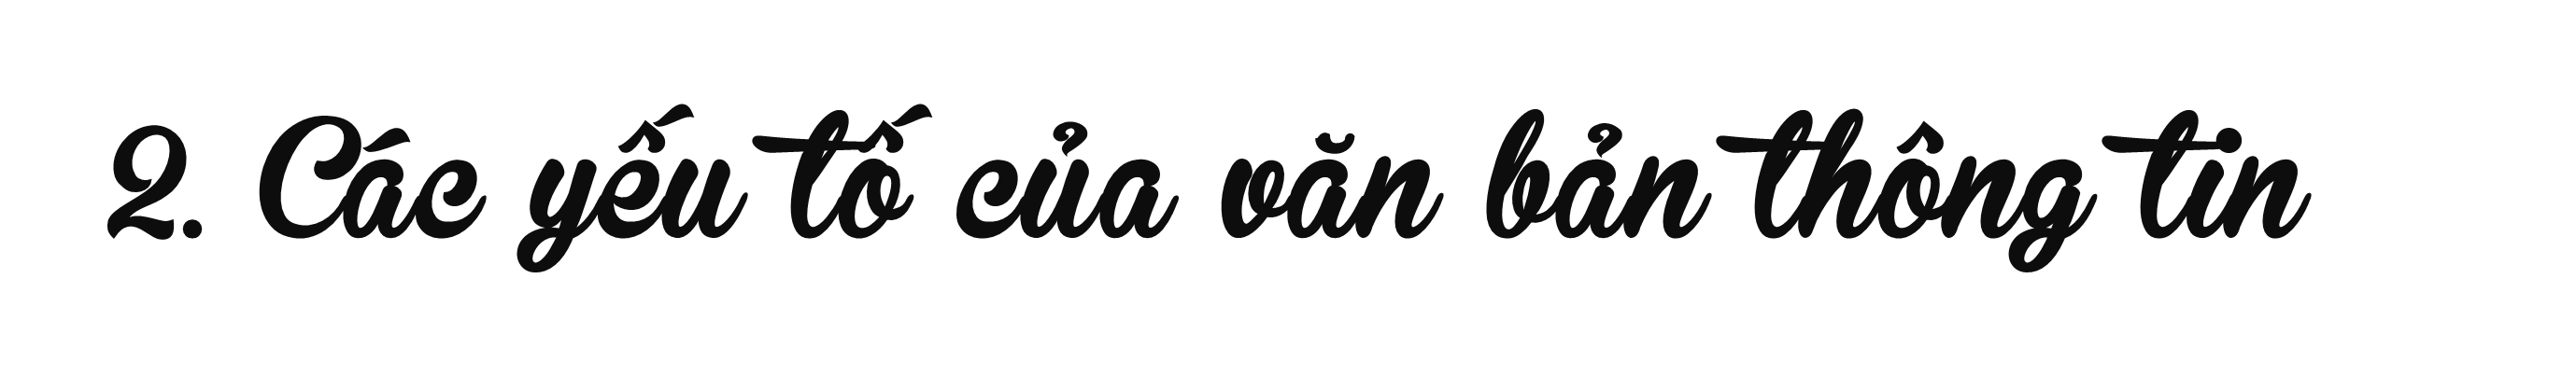 2. Các yếu tố của văn bản thông tin